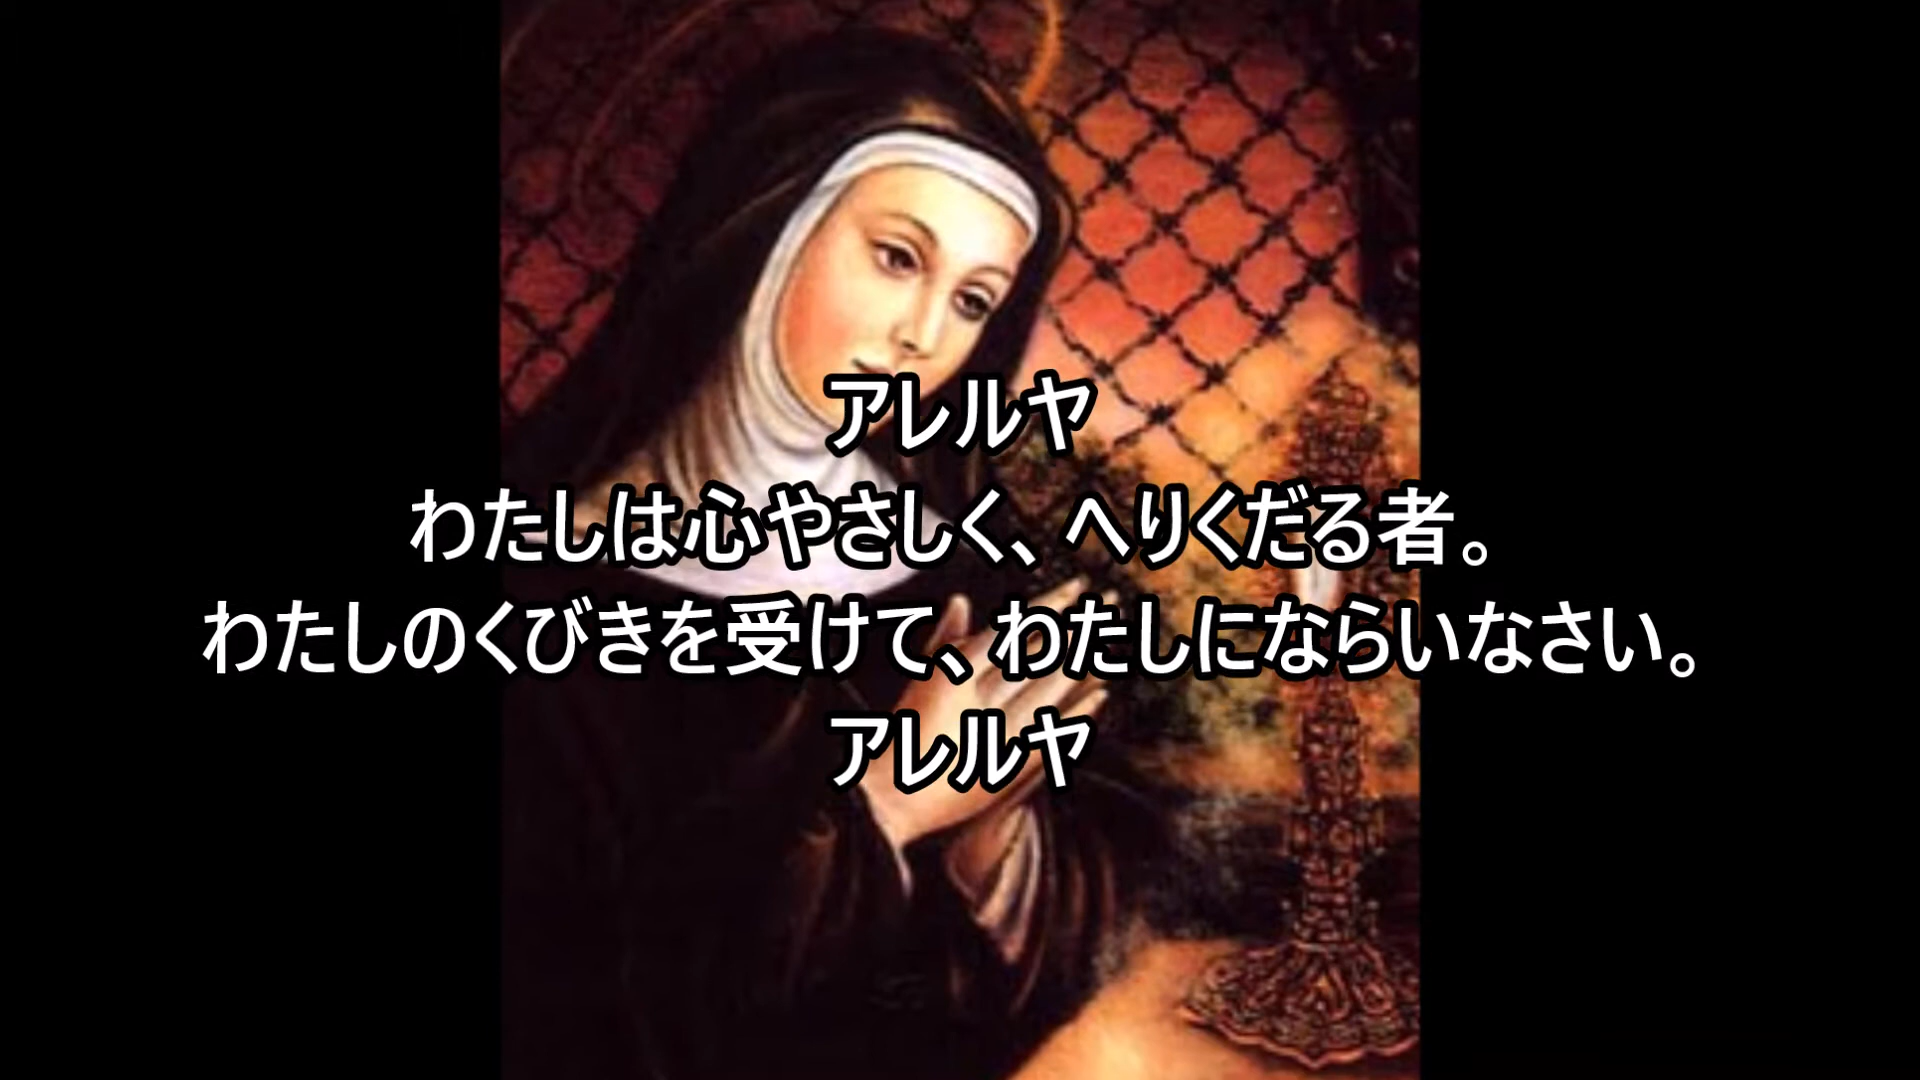 アレルヤ
わたしは心やさしく、へりくだる者。
わたしのくびきを受けて、わたしにならいなさい。
アレルヤ